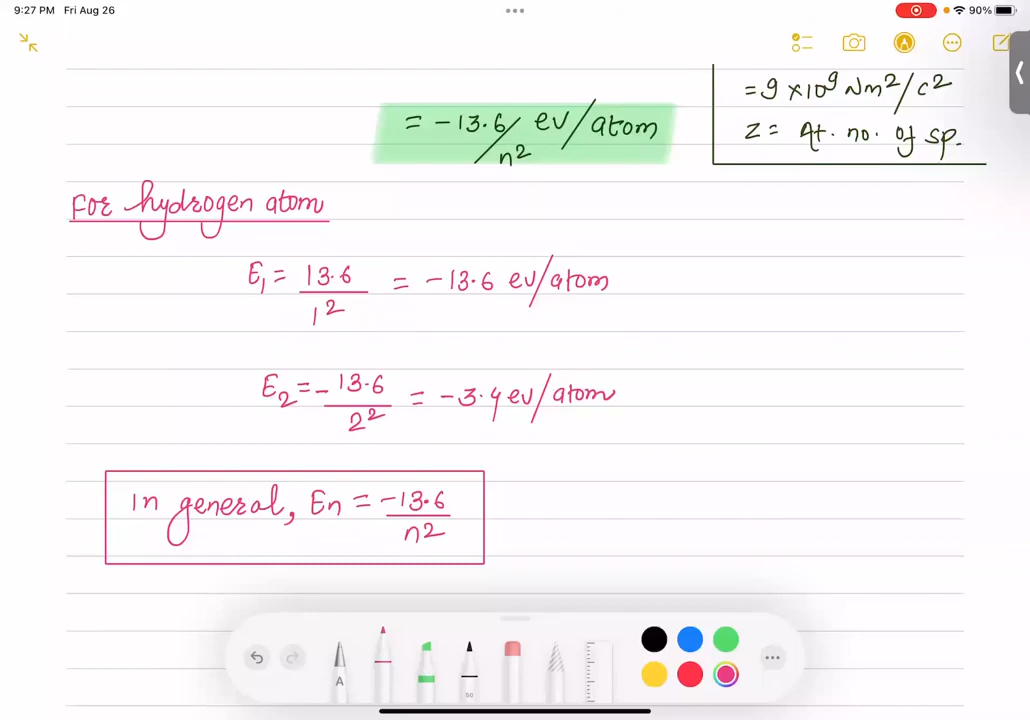 9:27 PM Fri Aug 26
90%
= 9 × 10⁹ Nm²/c²
= -13.6/n² ev/atom
Z = At. no. of sp.
For hydrogen atom
E₁ = 13.6/1² = -13.6 ev/atom
E₂ = -13.6/2² = -3.4 ev/atom
In general, En = -13.6/n²
A
50